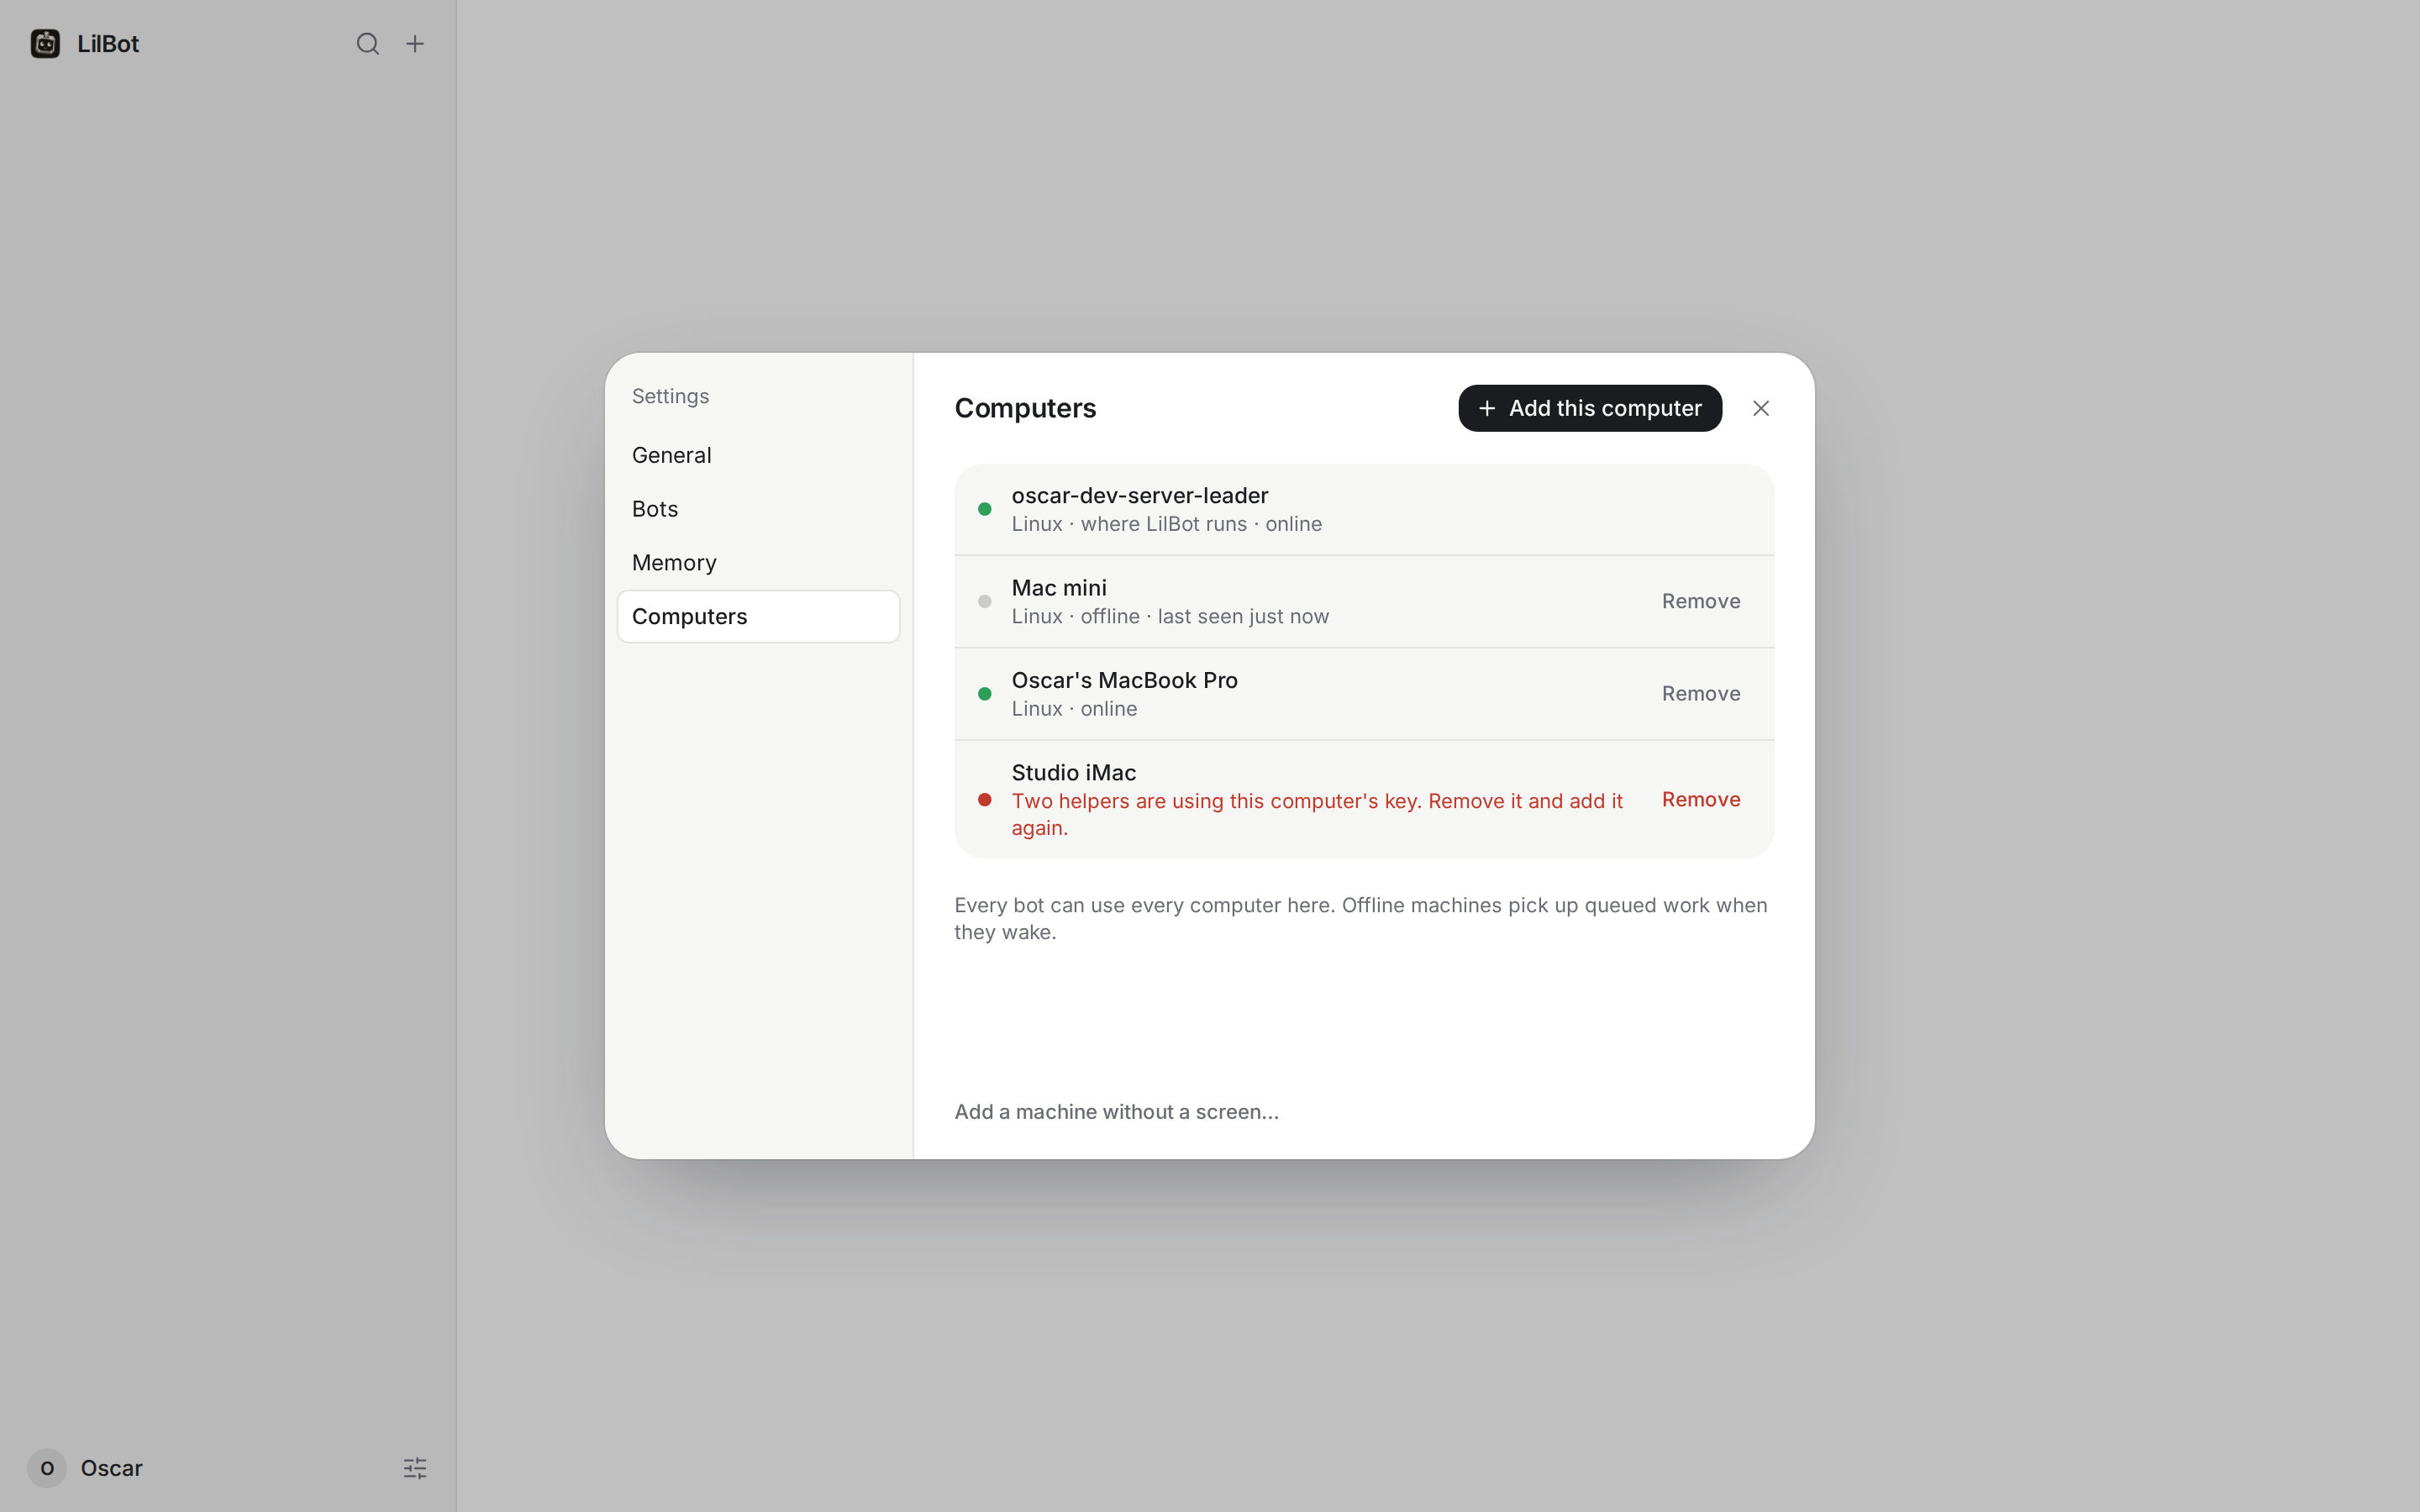 LilBot
Settings
General
Bots
Memory
Computers
Computers
Add this computer
oscar-dev-server-leader
Linux · where LilBot runs · online
Mac mini
Linux · offline · last seen just now
Remove
Oscar's MacBook Pro
Linux · online
Remove
Studio iMac
Two helpers are using this computer's key. Remove it and add it
again.
Remove
Every bot can use every computer here. Offline machines pick up queued work when
they wake.
Add a machine without a screen...
O
Oscar